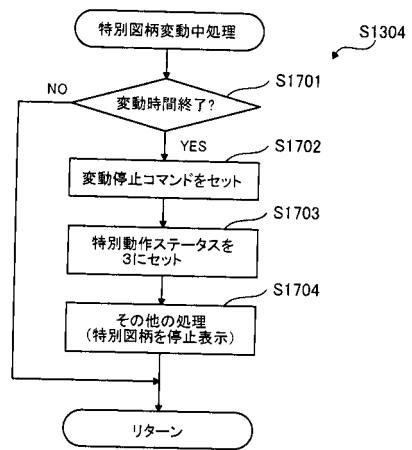 特別図柄変動中処理
S1304
S1701
NO
変動時間終了?
YES
S1702
変動停止コマンドをセット
S1703
特別動作ステータスを
3にセット
S1704
その他の処理
(特別図柄を停止表示)
リターン